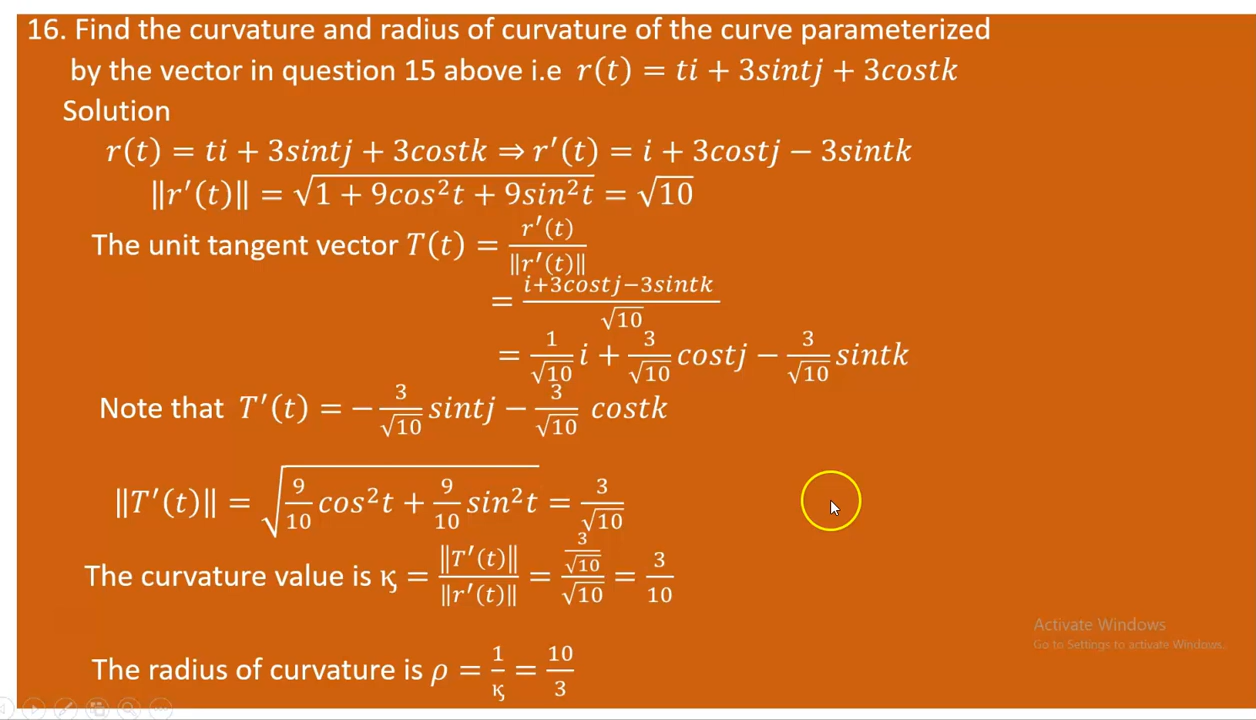 16. Find the curvature and radius of curvature of the curve parameterized
by the vector in question 15 above i.e r(t) = ti + 3sintj + 3costk
Solution
r(t) = ti + 3sintj + 3costk ⇒ r′(t) = i + 3costj − 3sintk
‖r′(t)‖ = √(1 + 9cos²t + 9sin²t) = √10
The unit tangent vector T(t) = r′(t)/‖r′(t)‖
= (i+3costj−3sintk)/√10
= 1/√10 i + 3/√10 costj − 3/√10 sintk
Note that T′(t) = − 3/√10 sintj − 3/√10 costk
‖T′(t)‖ = √(9/10 cos²t + 9/10 sin²t) = 3/√10
The curvature value is қ = ‖T′(t)‖/‖r′(t)‖ = (3/√10)/√10 = 3/10
Activate Windows
Go to Settings to activate Windows.
The radius of curvature is ρ = 1/қ = 10/3